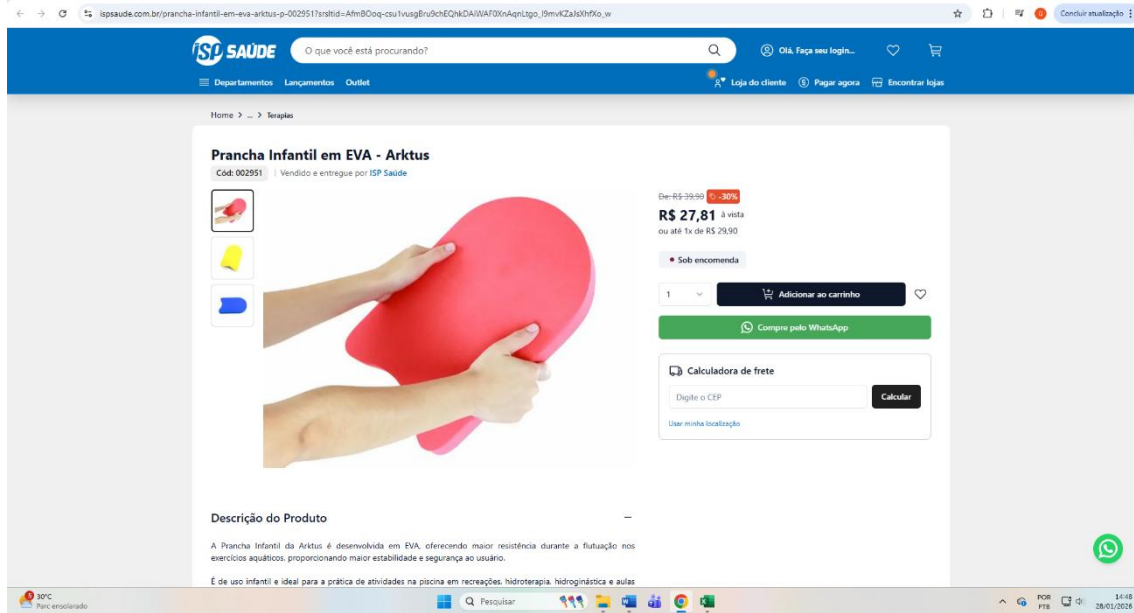 ispsaude.com.br/prancha-infantil-em-eva-arktus-p-002951?srsltid=
Concluir atualização
ISP SAÚDE
O que você está procurando?
Olá, Faça seu login...
Departamentos Lançamentos Outlet
Loja do cliente Pagar agora Encontrar lojas
Home > ... > Terapias
Prancha Infantil em EVA - Arktus
Cód: 002951 | Vendido e entregue por ISP Saúde
De: R$ 39,90 -30%
R$ 27,81 à vista
ou até 1x de R$ 29,90
Sob encomenda
1
Adicionar ao carrinho
Compre pelo WhatsApp
Calculadora de frete
Digite o CEP
Calcular
Usar minha localização
Descrição do Produto
A Prancha Infantil da Arktus é desenvolvida em EVA, oferecendo maior resistência durante a flutuação nos
exercícios aquáticos, proporcionando maior estabilidade e segurança ao usuário.
É de uso infantil e ideal para a prática de atividades na piscina em recreações, hidroterapia, hidroginástica e aulas
30°C
Parc ensolarado
Pesquisar
POR
PTB
14:48